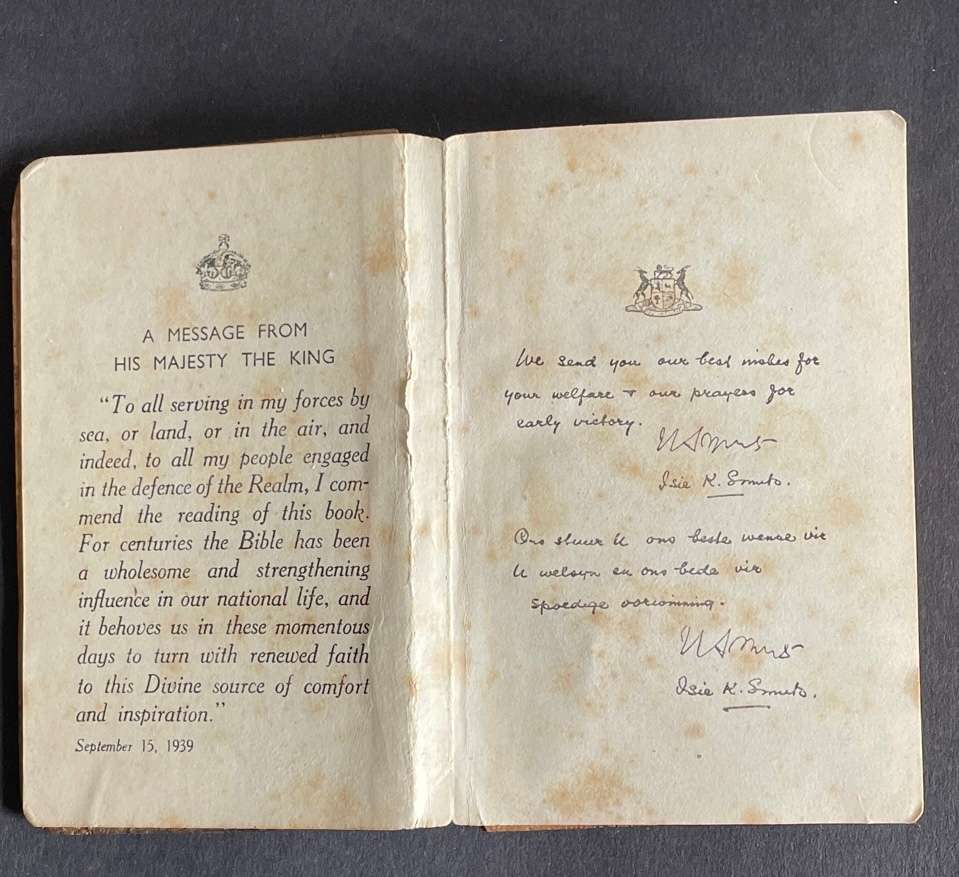 A MESSAGE FROM
HIS MAJESTY THE KING
“To all serving in my forces by
sea, or land, or in the air, and
indeed, to all my people engaged
in the defence of the Realm, I com-
mend the reading of this book.
For centuries the Bible has been
a wholesome and strengthening
influence in our national life, and
it behoves us in these momentous
days to turn with renewed faith
to this Divine source of comfort
and inspiration.”
September 15, 1939
We send you our best wishes for
your welfare + our prayers for
early victory.
Isie K. Smuts.
Ons stuur U ons beste wense vir
U welsyn en ons bede vir
spoedige oorwinning.
Isie K. Smuts.